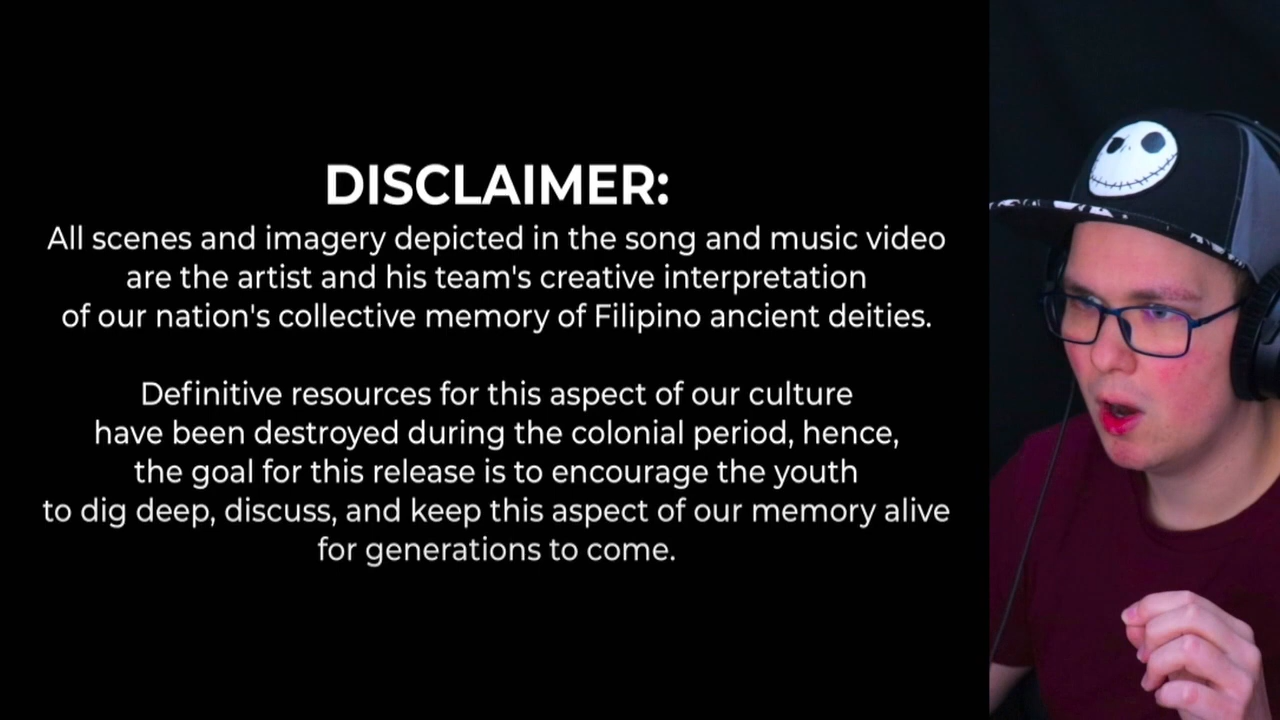 DISCLAIMER:
All scenes and imagery depicted in the song and music video
are the artist and his team's creative interpretation
of our nation's collective memory of Filipino ancient deities.
Definitive resources for this aspect of our culture
have been destroyed during the colonial period, hence,
the goal for this release is to encourage the youth
to dig deep, discuss, and keep this aspect of our memory alive
for generations to come.